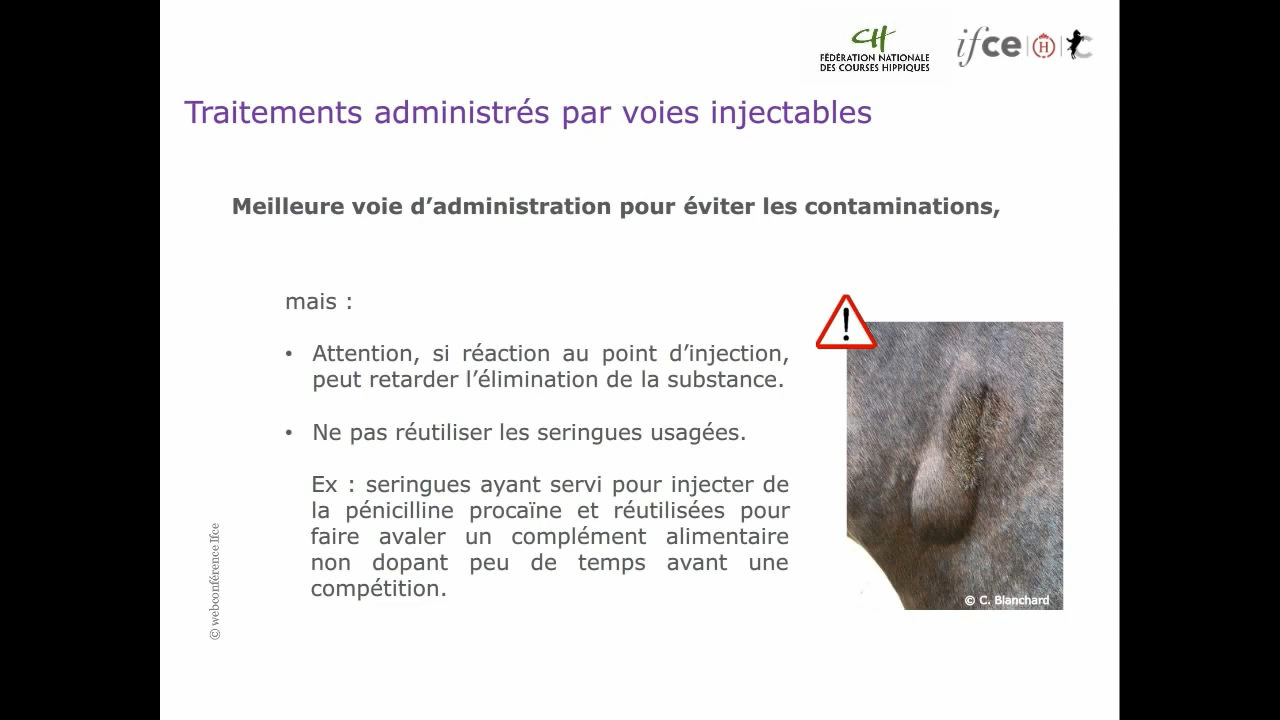 CH
FÉDÉRATION NATIONALE
DES COURSES HIPPIQUES
ifce
H
Traitements administrés par voies injectables
Meilleure voie d’administration pour éviter les contaminations,
mais :
• Attention, si réaction au point d’injection,
peut retarder l’élimination de la substance.
• Ne pas réutiliser les seringues usagées.
Ex : seringues ayant servi pour injecter de
la pénicilline procaïne et réutilisées pour
faire avaler un complément alimentaire
non dopant peu de temps avant une
compétition.
!
© C. Blanchard
© webconférence Ifce